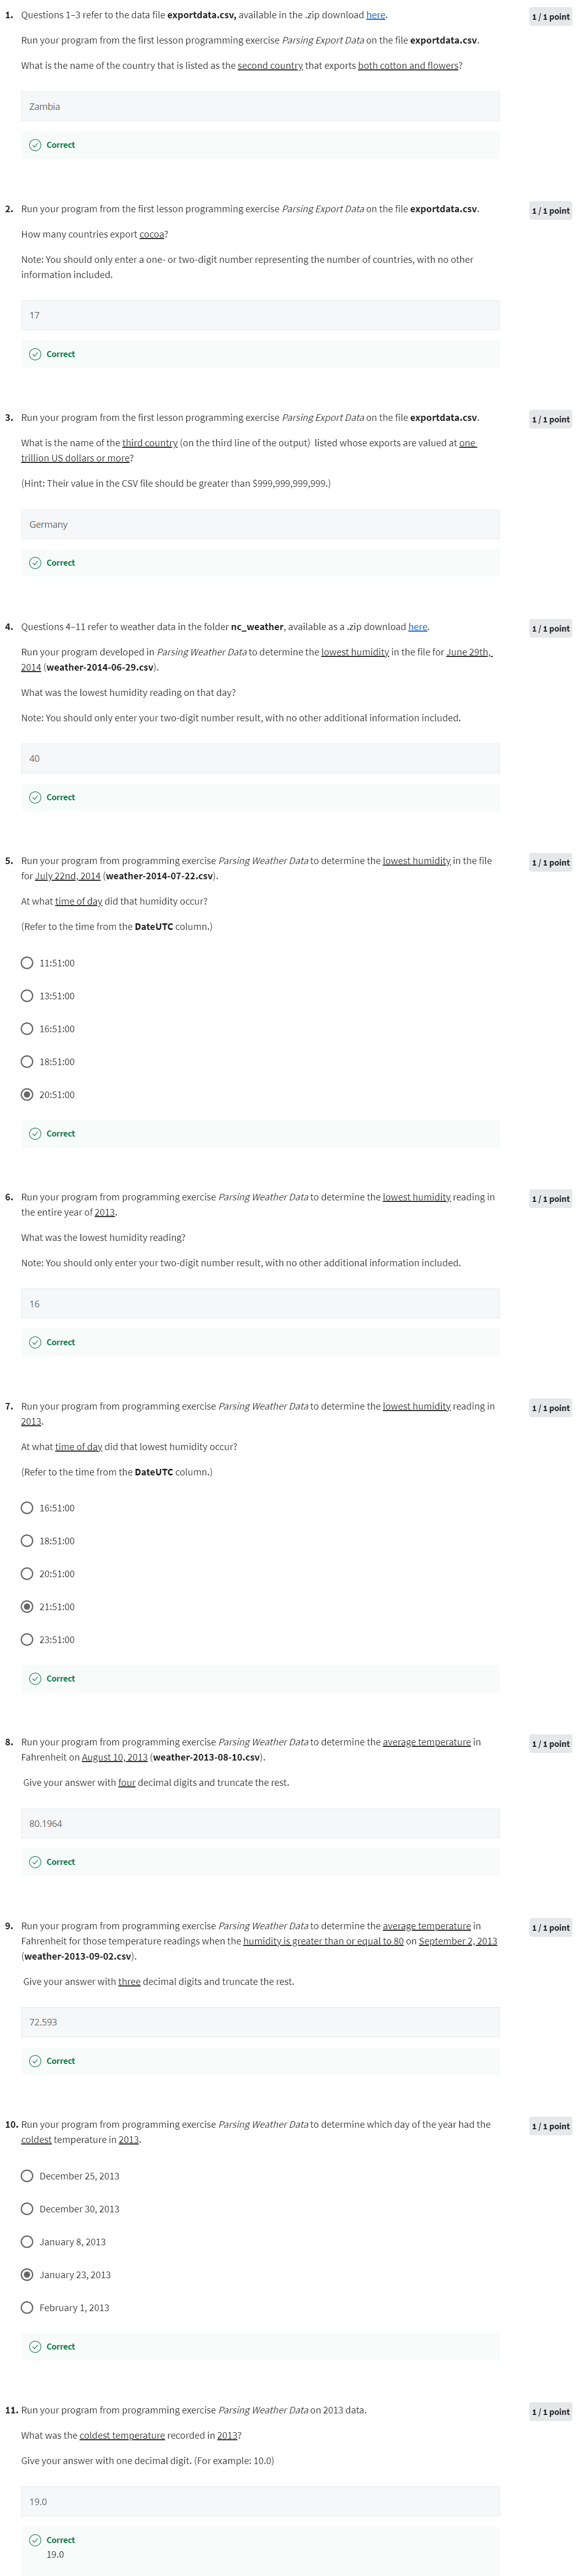 1. Questions 1–3 refer to the data file exportdata.csv, available in the .zip download here.
1 / 1 point
Run your program from the first lesson programming exercise Parsing Export Data on the file exportdata.csv.
What is the name of the country that is listed as the second country that exports both cotton and flowers?
Zambia
Correct
2. Run your program from the first lesson programming exercise Parsing Export Data on the file exportdata.csv.
1 / 1 point
How many countries export cocoa?
Note: You should only enter a one- or two-digit number representing the number of countries, with no other
information included.
17
Correct
3. Run your program from the first lesson programming exercise Parsing Export Data on the file exportdata.csv.
1 / 1 point
What is the name of the third country (on the third line of the output)  listed whose exports are valued at one
trillion US dollars or more?
(Hint: Their value in the CSV file should be greater than $999,999,999,999.)
Germany
Correct
4. Questions 4–11 refer to weather data in the folder nc_weather, available as a .zip download here.
1 / 1 point
Run your program developed in Parsing Weather Data to determine the lowest humidity in the file for June 29th,
2014 (weather-2014-06-29.csv).
What was the lowest humidity reading on that day?
Note: You should only enter your two-digit number result, with no other additional information included.
40
Correct
5. Run your program from programming exercise Parsing Weather Data to determine the lowest humidity in the file
1 / 1 point
for July 22nd, 2014 (weather-2014-07-22.csv).
At what time of day did that humidity occur?
(Refer to the time from the DateUTC column.)
11:51:00
13:51:00
16:51:00
18:51:00
20:51:00
Correct
6. Run your program from programming exercise Parsing Weather Data to determine the lowest humidity reading in
1 / 1 point
the entire year of 2013.
What was the lowest humidity reading?
Note: You should only enter your two-digit number result, with no other additional information included.
16
Correct
7. Run your program from programming exercise Parsing Weather Data to determine the lowest humidity reading in
1 / 1 point
2013.
At what time of day did that lowest humidity occur?
(Refer to the time from the DateUTC column.)
16:51:00
18:51:00
20:51:00
21:51:00
23:51:00
Correct
8. Run your program from programming exercise Parsing Weather Data to determine the average temperature in
1 / 1 point
Fahrenheit on August 10, 2013 (weather-2013-08-10.csv).
Give your answer with four decimal digits and truncate the rest.
80.1964
Correct
9. Run your program from programming exercise Parsing Weather Data to determine the average temperature in
1 / 1 point
Fahrenheit for those temperature readings when the humidity is greater than or equal to 80 on September 2, 2013
(weather-2013-09-02.csv).
Give your answer with three decimal digits and truncate the rest.
72.593
Correct
10. Run your program from programming exercise Parsing Weather Data to determine which day of the year had the
1 / 1 point
coldest temperature in 2013.
December 25, 2013
December 30, 2013
January 8, 2013
January 23, 2013
February 1, 2013
Correct
11. Run your program from programming exercise Parsing Weather Data on 2013 data.
1 / 1 point
What was the coldest temperature recorded in 2013?
Give your answer with one decimal digit. (For example: 10.0)
19.0
Correct
19.0